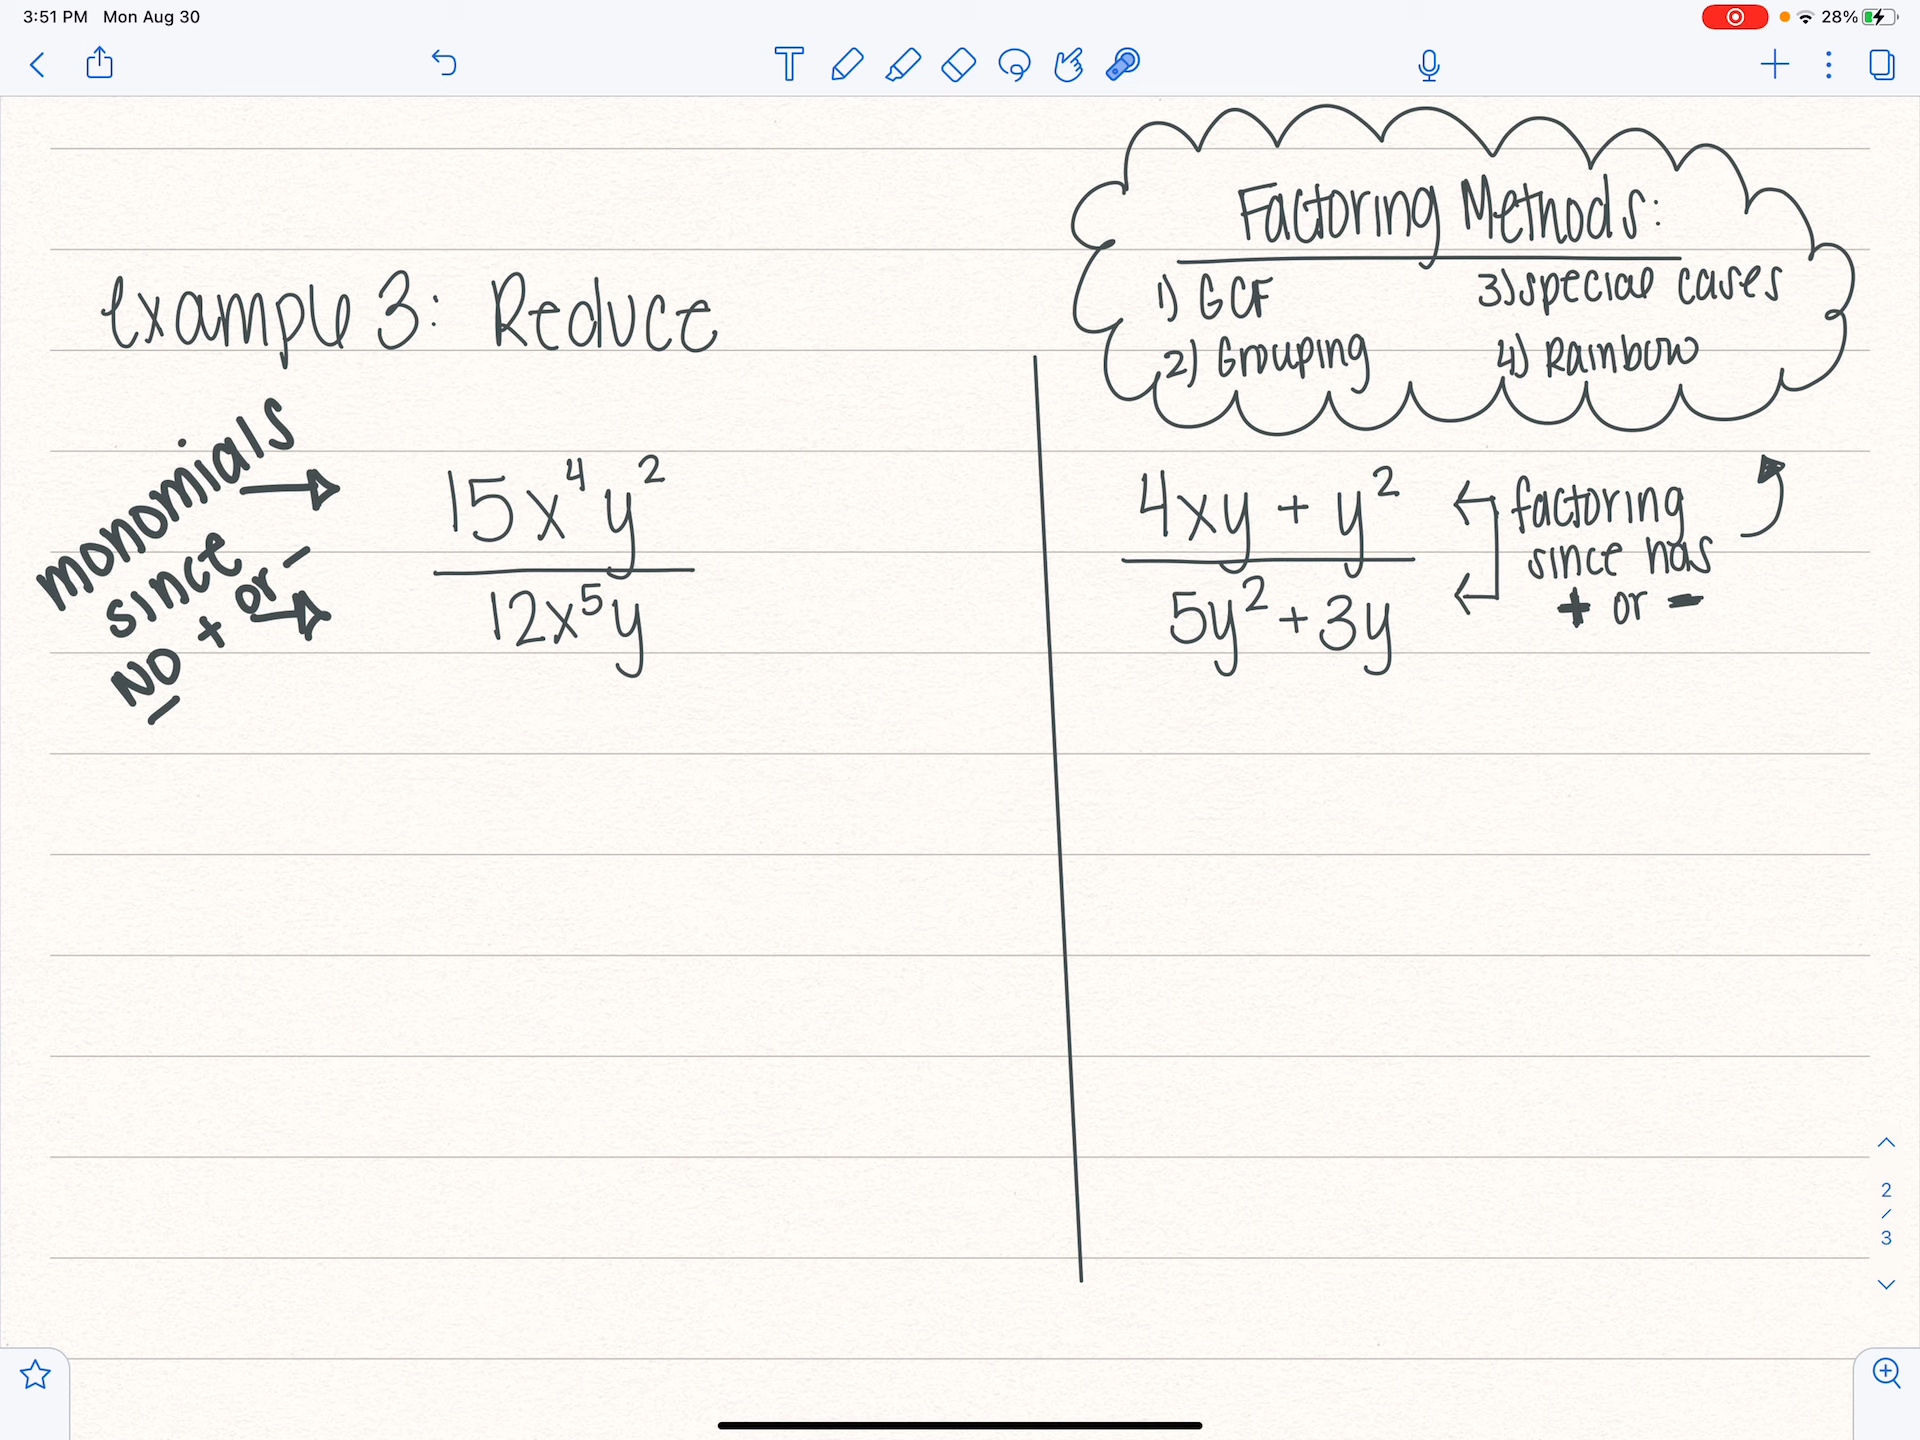 3:51 PM Mon Aug 30
28%
Factoring Methods:
1) GCF
3) special cases
2) Grouping
4) Rainbow
example 3: Reduce
monomials
since
NO + or -
15x⁴y²
12x⁵y
4xy + y²
5y² + 3y
factoring
since has
+ or -
2
/
3